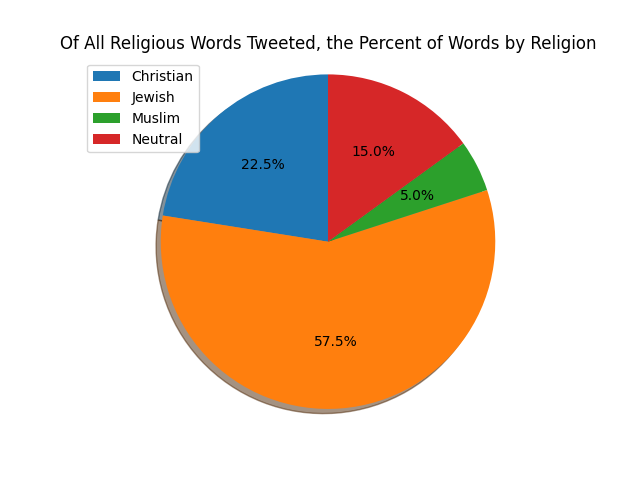 Of All Religious Words Tweeted, the Percent of Words by Religion
Christian
Jewish
Muslim
Neutral
22.5%
15.0%
5.0%
57.5%